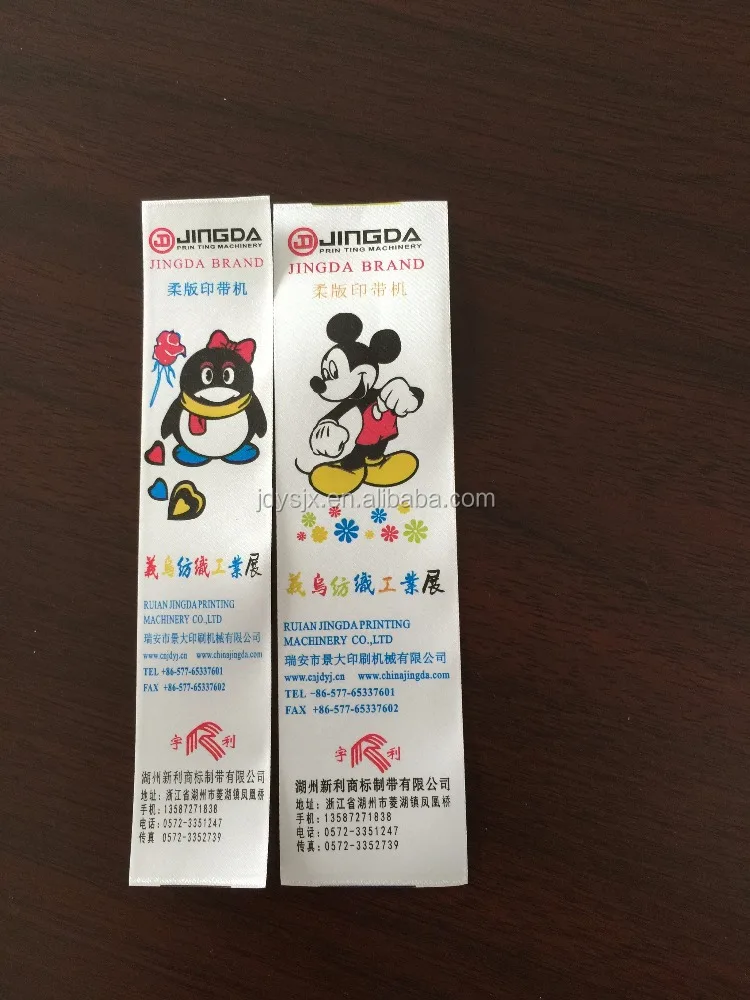 JD JINGDA
PRIN TING MACHINERY
JINGDA BRAND
柔版印带机
義乌纺織工業展
RUIAN JINGDA PRINTING
MACHINERY CO.,LTD
瑞安市景大印刷机械有限公司
www.cnjdyj.cn www.chinajingda.com
TEL +86-577-65337601
FAX +86-577-65337602
宇 利
湖州新利商标制带有限公司
地址：浙江省湖州市菱湖镇凤凰桥
手机：13587271838
电话：0572-3351247
传真：0572-3352739
JD JINGDA
PRIN TING MACHINERY
JINGDA BRAND
柔版印带机
義乌纺織工業展
RUIAN JINGDA PRINTING
MACHINERY CO.,LTD
瑞安市景大印刷机械有限公司
www.cnjdyj.cn www.chinajingda.com
TEL -86-577-65337601
FAX +86-577-65337602
宇 利
湖州新利商标制带有限公司
地址：浙江省湖州市菱湖镇凤凰桥
手机：13587271838
电话：0572-3351247
传真：0572-3352739
jdysjx.en.alibaba.com